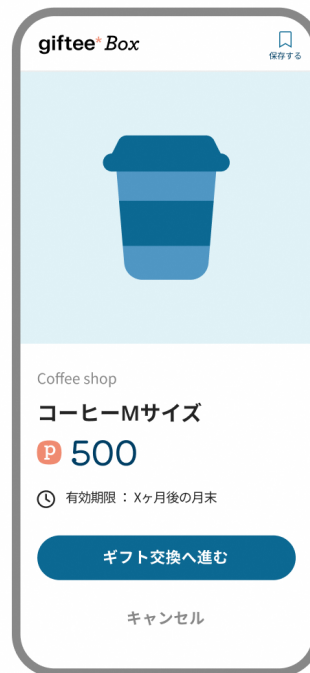 giftee* Box
保存する
Coffee shop
コーヒーMサイズ
P 500
有効期限 : Xヶ月後の月末
ギフト交換へ進む
キャンセル